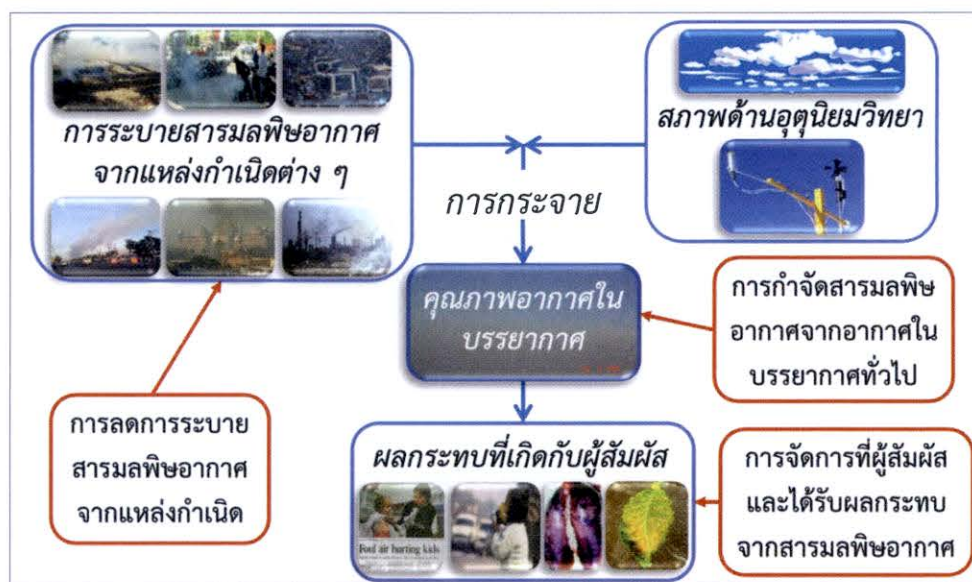 การระบายสารมลพิษอากาศ
จากแหล่งกำเนิดต่าง ๆ
สภาพด้านอุตุนิยมวิทยา
การกระจาย
คุณภาพอากาศใน
บรรยากาศ
การกำจัดสารมลพิษ
อากาศจากอากาศใน
บรรยากาศทั่วไป
การลดการระบาย
สารมลพิษอากาศ
จากแหล่งกำเนิด
ผลกระทบที่เกิดกับผู้สัมผัส
Foul air hurting kids
การจัดการที่ผู้สัมผัส
และได้รับผลกระทบ
จากสารมลพิษอากาศ